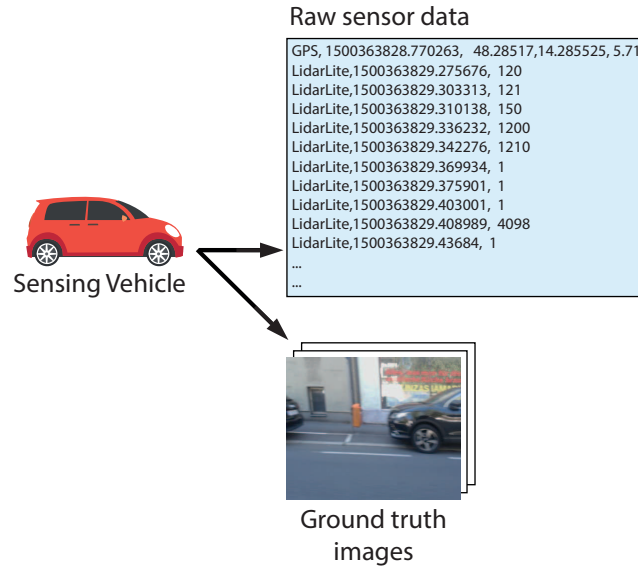 Raw sensor data
GPS, 1500363828.770263, 48.28517,14.285525, 5.71
LidarLite,1500363829.275676, 120
LidarLite,1500363829.303313, 121
LidarLite,1500363829.310138, 150
LidarLite,1500363829.336232, 1200
LidarLite,1500363829.342276, 1210
LidarLite,1500363829.369934, 1
LidarLite,1500363829.375901, 1
LidarLite,1500363829.403001, 1
LidarLite,1500363829.408989, 4098
LidarLite,1500363829.43684, 1
...
...
Sensing Vehicle
Ground truth
images